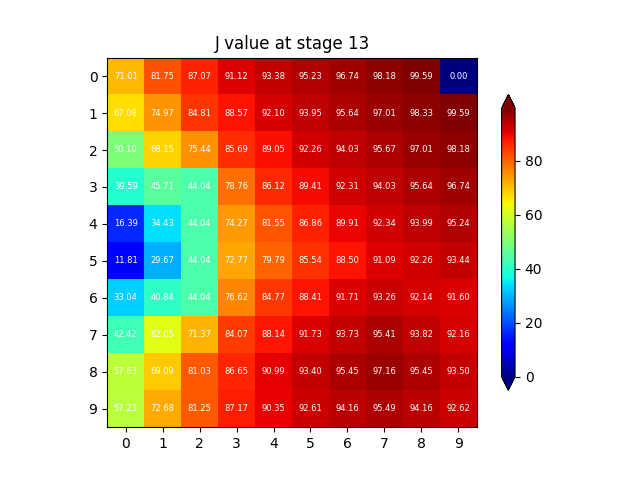 J value at stage 13
0 71.01 81.75 87.07 91.12 93.38 95.23 96.74 98.18 99.59 0.00
1 67.08 74.97 84.81 88.57 92.10 93.95 95.64 97.01 98.33 99.59
2 50.10 68.15 75.44 85.69 89.05 92.26 94.03 95.67 97.01 98.18
3 39.59 45.71 44.04 78.76 86.12 89.41 92.31 94.03 95.64 96.74
4 16.39 34.43 44.04 74.27 81.55 86.86 89.91 92.34 93.99 95.24
5 11.81 29.67 44.04 72.77 79.79 85.54 88.50 91.09 92.26 93.44
6 33.04 40.84 44.04 76.62 84.77 88.41 91.71 93.26 92.14 91.60
7 42.42 62.05 71.37 84.07 88.14 91.73 93.73 95.41 93.82 92.16
8 57.63 69.09 81.03 86.65 90.99 93.40 95.45 97.16 95.45 93.50
9 57.23 72.68 81.25 87.17 90.35 92.61 94.16 95.49 94.16 92.62
0 1 2 3 4 5 6 7 8 9
80
60
40
20
0